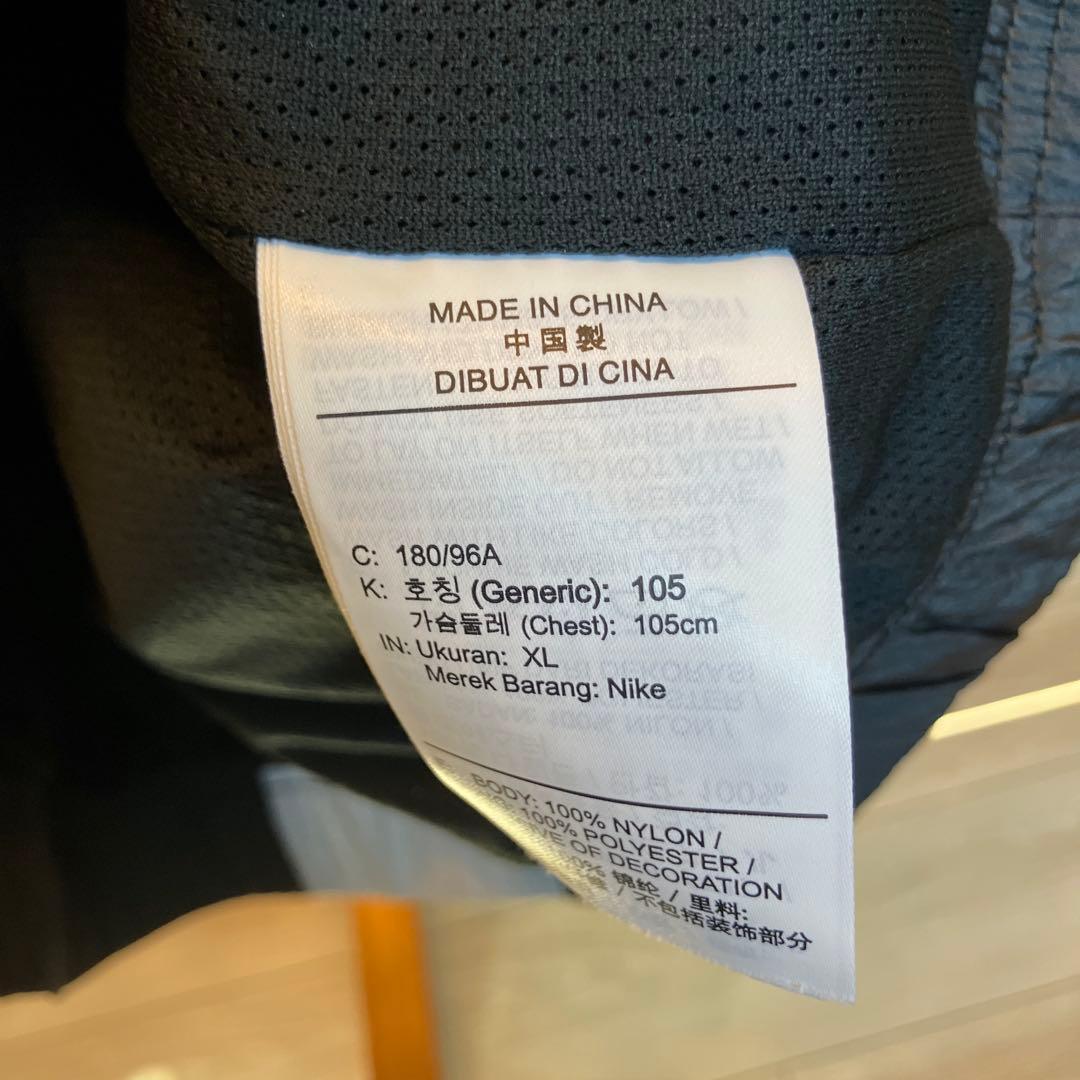 MADE IN CHINA
中国製
DIBUAT DI CINA
C: 180/96A
K: 호칭 (Generic): 105
가슴둘레 (Chest): 105cm
IN: Ukuran: XL
Merek Barang: Nike
BODY: 100% NYLON /
100% POLYESTER /
OF DECORATION
锦纶 / 里料:
/ 不包括装饰部分